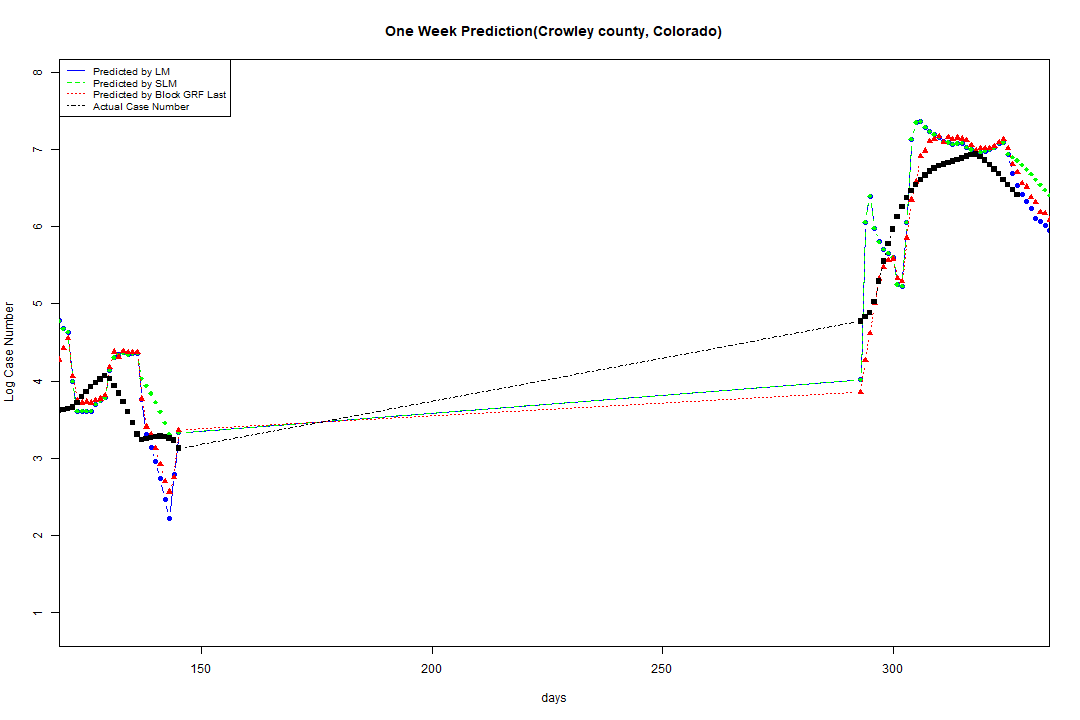 One Week Prediction(Crowley county, Colorado)
Predicted by LM
Predicted by SLM
Predicted by Block GRF Last
Actual Case Number
8
7
6
5
4
3
2
1
Log Case Number
150
200
250
300
days